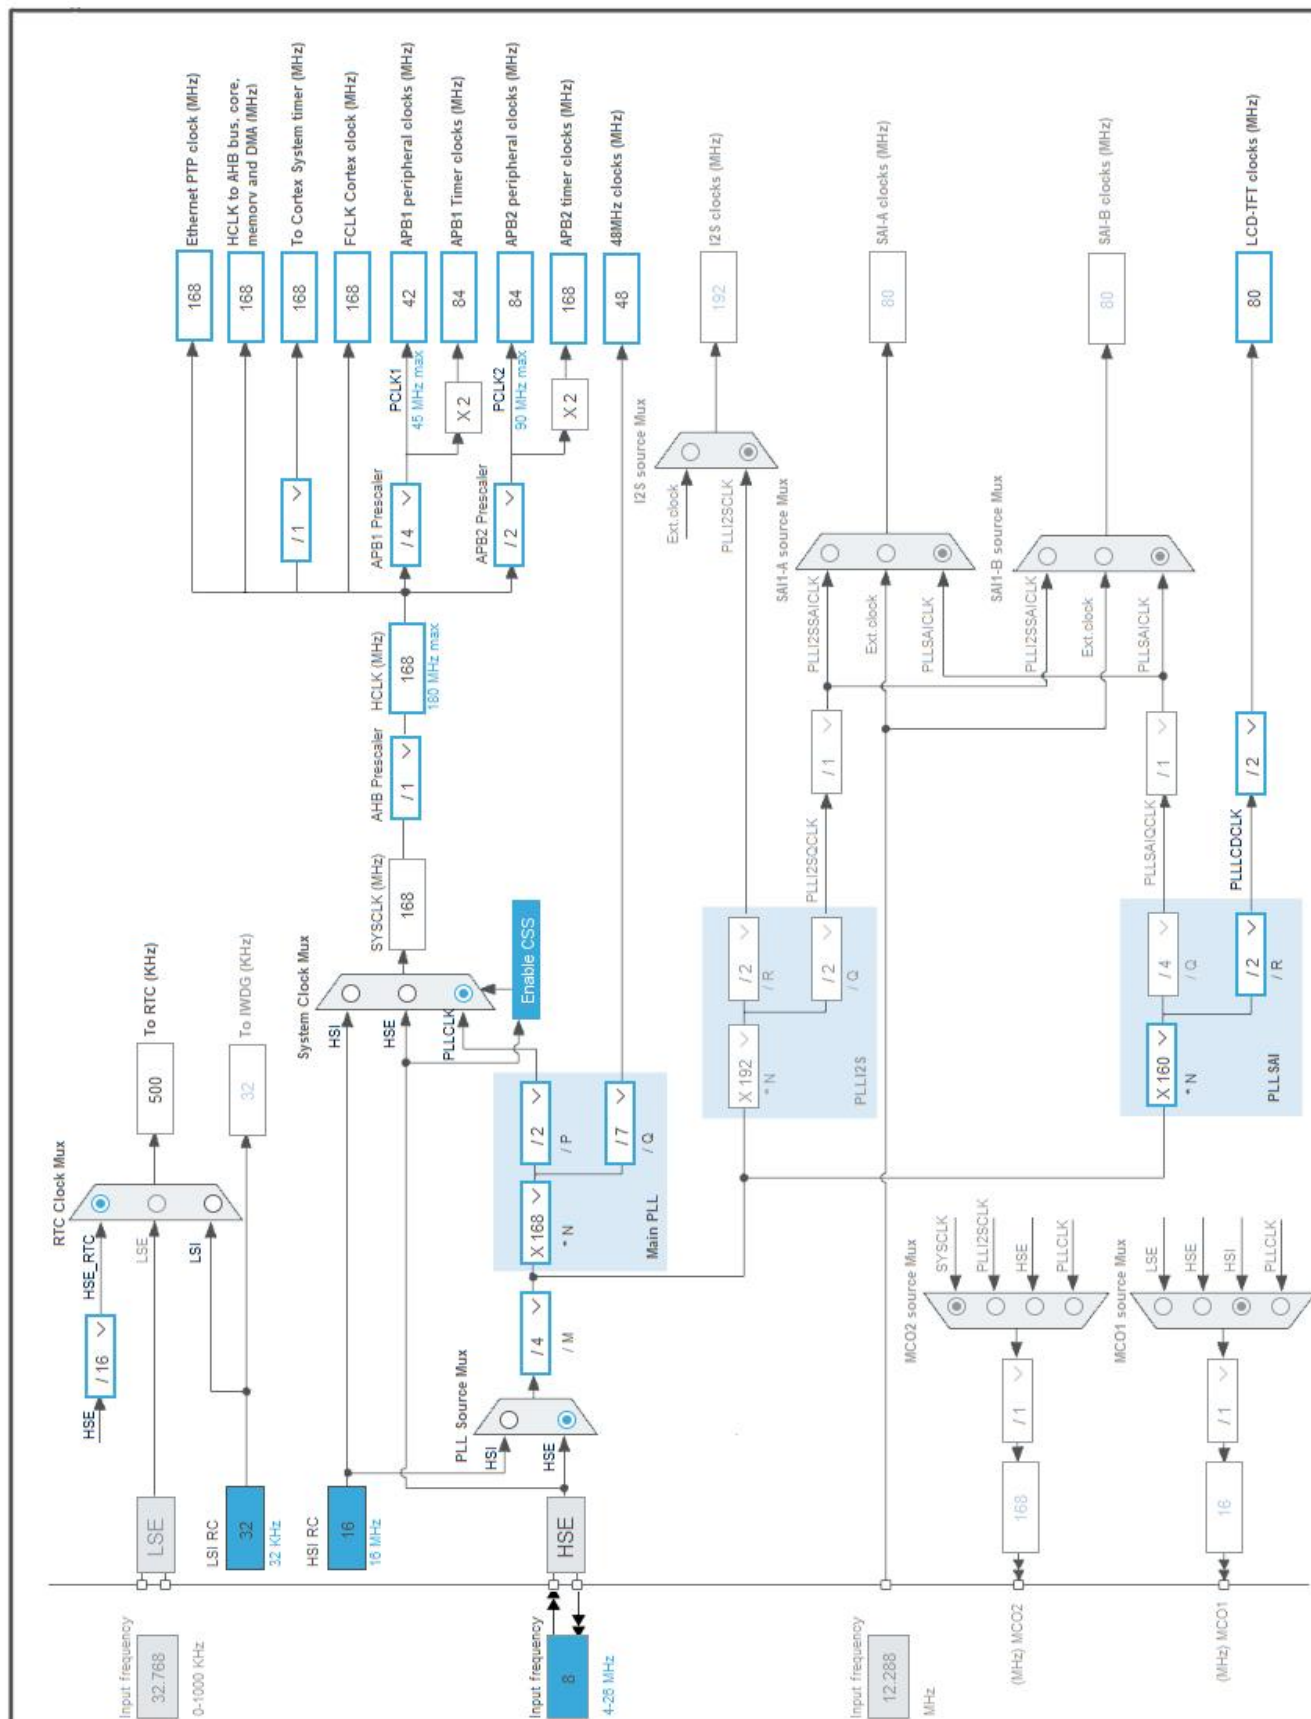 RTC Clock Mux
HSE
/ 16
HSE_RTC
LSE
LSI
500
To RTC (KHz)
32
To IWDG (KHz)
Input frequency
32.768
0-1000 KHz
LSE
LSI RC
32
32 KHz
HSI RC
16
16 MHz
System Clock Mux
HSI
HSE
PLLCLK
Enable CSS
SYSCLK (MHz)
168
AHB Prescaler
/ 1
HCLK (MHz)
168
180 MHz max
168
Ethernet PTP clock (MHz)
168
HCLK to AHB bus, core,
memory and DMA (MHz)
/ 1
168
To Cortex System timer (MHz)
168
FCLK Cortex clock (MHz)
APB1 Prescaler
/ 4
PCLK1
45 MHz max
42
APB1 peripheral clocks (MHz)
X 2
84
APB1 Timer clocks (MHz)
APB2 Prescaler
/ 2
PCLK2
90 MHz max
84
APB2 peripheral clocks (MHz)
X 2
168
APB2 timer clocks (MHz)
48
48MHz clocks (MHz)
Input frequency
8
4-26 MHz
HSE
PLL Source Mux
HSI
HSE
/ 4
/ M
X 168
* N
/ 2
/ P
/ 7
/ Q
Main PLL
I2S source Mux
Ext.clock
PLLI2SCLK
192
I2S clocks (MHz)
X 192
* N
/ 2
/ R
/ 2
/ Q
PLLI2S
PLLI2SQCLK
/ 1
SAI1-A source Mux
PLLI2SSAICLK
Ext.clock
PLLSAICLK
80
SAI-A clocks (MHz)
SAI1-B source Mux
PLLI2SSAICLK
Ext.clock
PLLSAICLK
80
SAI-B clocks (MHz)
X 160
* N
/ 4
/ Q
/ 2
/ R
PLLSAI
PLLSAIQCLK
/ 1
PLLLCDCLK
/ 2
80
LCD-TFT clocks (MHz)
Input frequency
12.288
MHz
MCO2 source Mux
SYSCLK
PLLI2SCLK
HSE
PLLCLK
/ 1
168
(MHz) MCO2
MCO1 source Mux
LSE
HSE
HSI
PLLCLK
/ 1
16
(MHz) MCO1